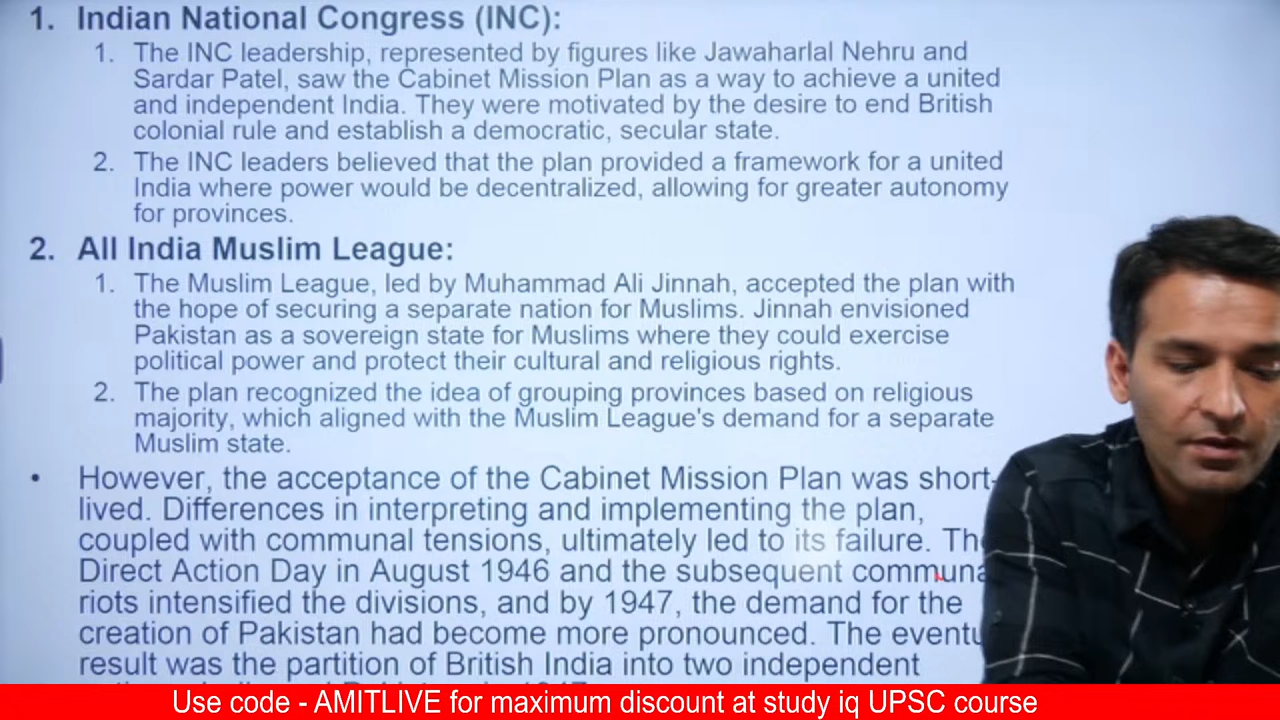 1. Indian National Congress (INC):
1. The INC leadership, represented by figures like Jawaharlal Nehru and
Sardar Patel, saw the Cabinet Mission Plan as a way to achieve a united
and independent India. They were motivated by the desire to end British
colonial rule and establish a democratic, secular state.
2. The INC leaders believed that the plan provided a framework for a united
India where power would be decentralized, allowing for greater autonomy
for provinces.
2. All India Muslim League:
1. The Muslim League, led by Muhammad Ali Jinnah, accepted the plan with
the hope of securing a separate nation for Muslims. Jinnah envisioned
Pakistan as a sovereign state for Muslims where they could exercise
political power and protect their cultural and religious rights.
2. The plan recognized the idea of grouping provinces based on religious
majority, which aligned with the Muslim League's demand for a separate
Muslim state.
• However, the acceptance of the Cabinet Mission Plan was short-
lived. Differences in interpreting and implementing the plan,
coupled with communal tensions, ultimately led to its failure. Th
Direct Action Day in August 1946 and the subsequent communa
riots intensified the divisions, and by 1947, the demand for the
creation of Pakistan had become more pronounced. The eventu
result was the partition of British India into two independent
Use code - AMITLIVE for maximum discount at study iq UPSC course